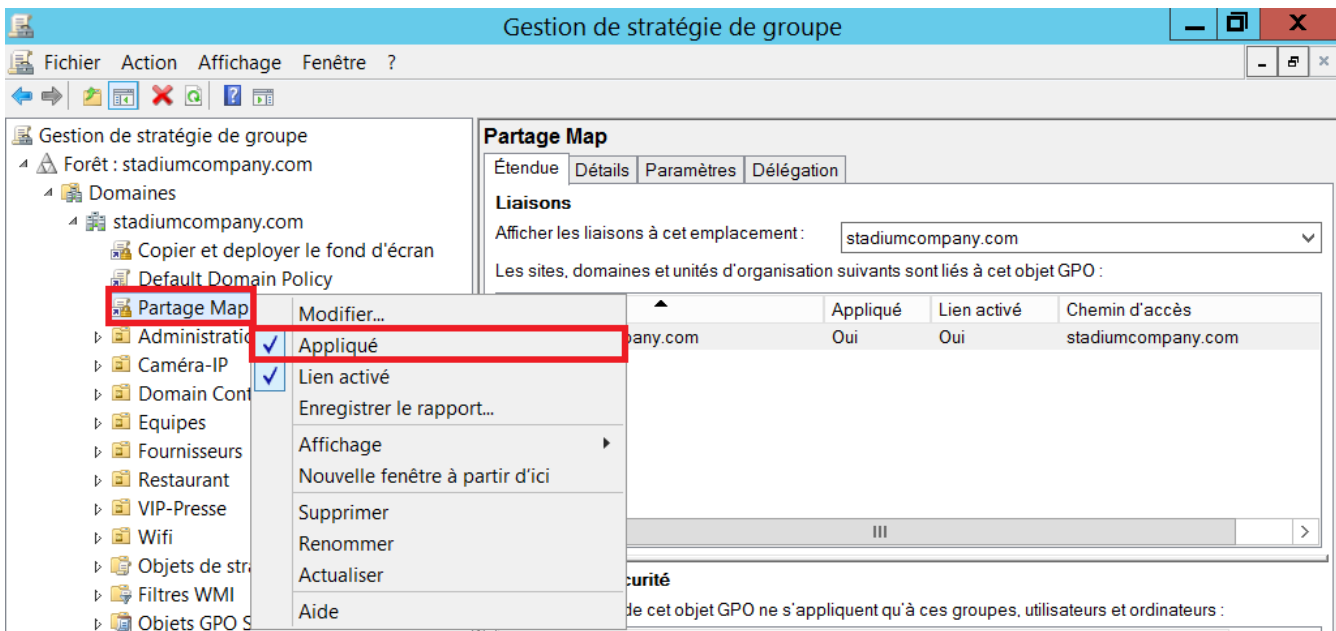 Gestion de stratégie de groupe
Fichier Action Affichage Fenêtre ?
Gestion de stratégie de groupe
Forêt : stadiumcompany.com
Domaines
stadiumcompany.com
Copier et deployer le fond d'écran
Default Domain Policy
Partage Map
Administratio
Caméra-IP
Domain Cont
Equipes
Fournisseurs
Restaurant
VIP-Presse
Wifi
Objets de stra
Filtres WMI
Objets GPO S
Modifier...
Appliqué
Lien activé
Enregistrer le rapport...
Affichage
Nouvelle fenêtre à partir d'ici
Supprimer
Renommer
Actualiser
Aide
Partage Map
Étendue Détails Paramètres Délégation
Liaisons
Afficher les liaisons à cet emplacement : stadiumcompany.com
Les sites, domaines et unités d'organisation suivants sont liés à cet objet GPO :
Appliqué Lien activé Chemin d'accès
pany.com Oui Oui stadiumcompany.com
curité
de cet objet GPO ne s'appliquent qu'à ces groupes, utilisateurs et ordinateurs :